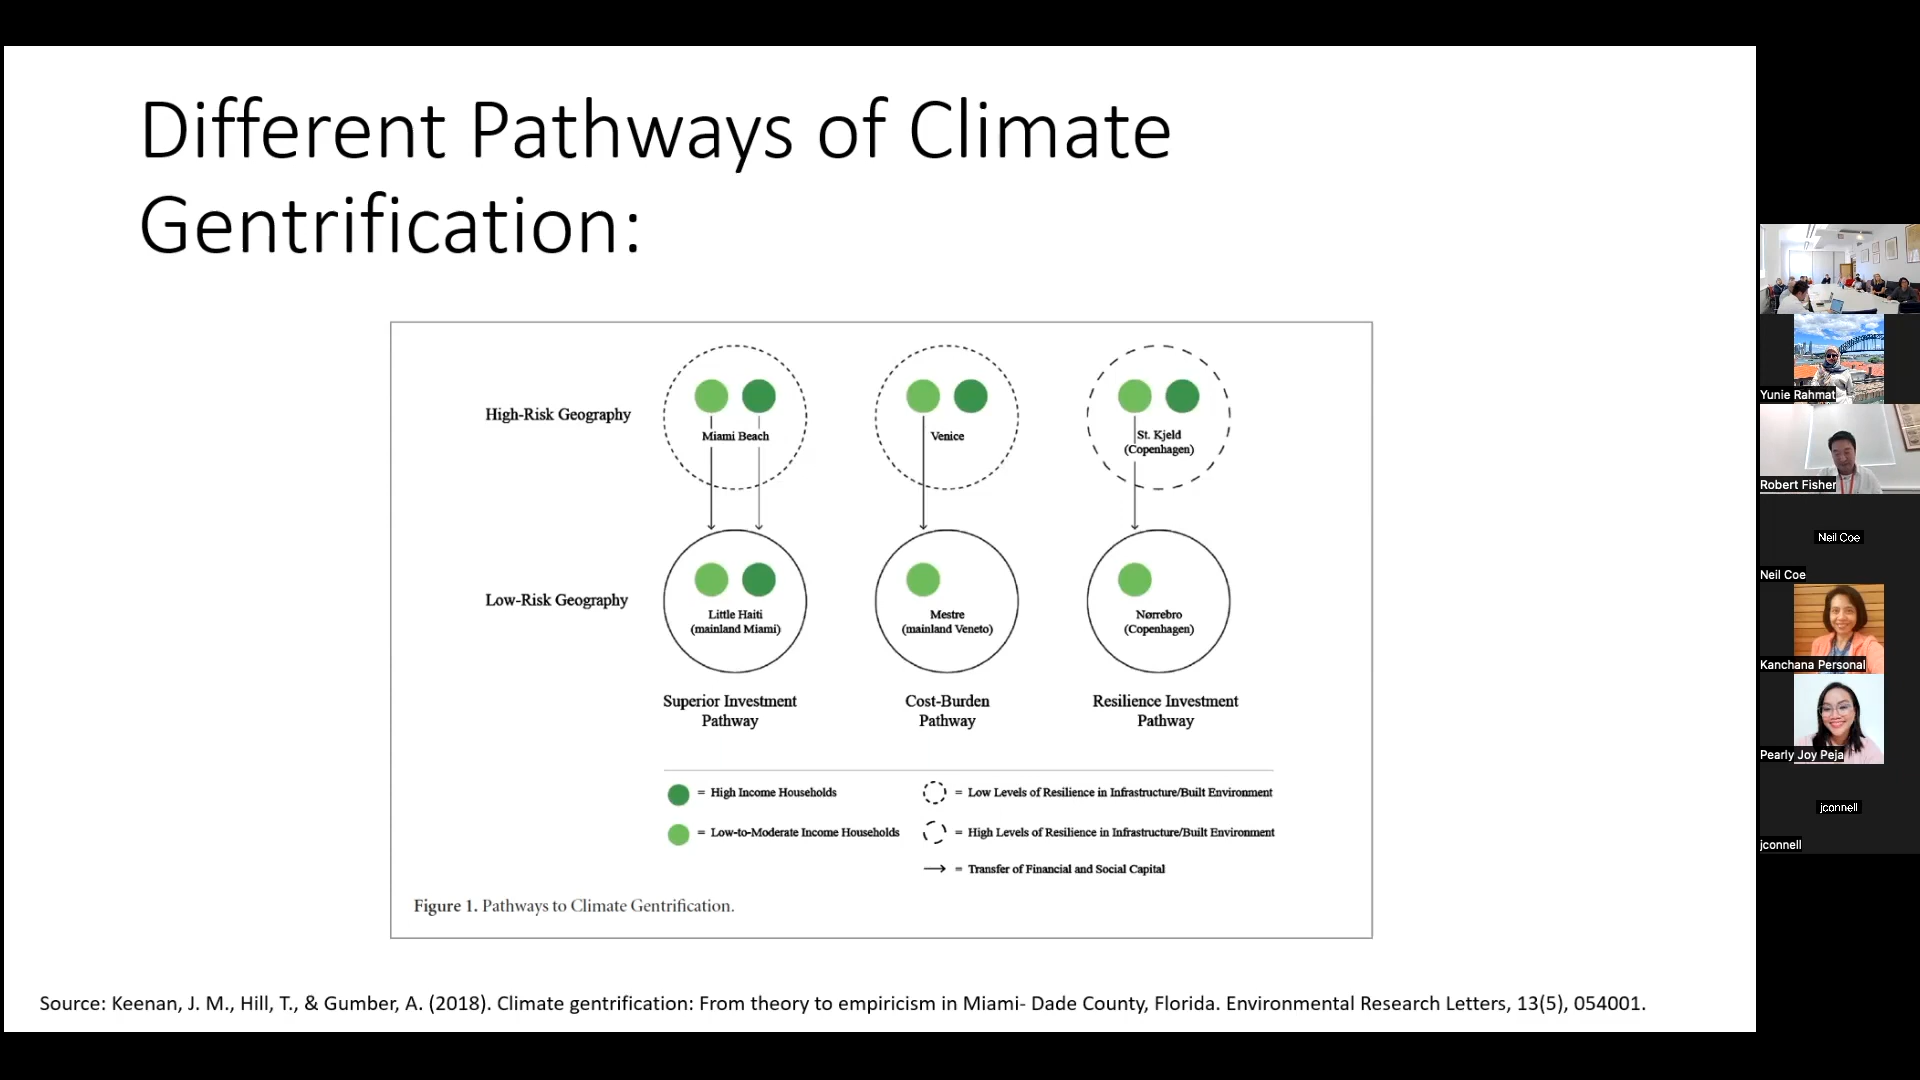 Different Pathways of Climate
Gentrification:
High-Risk Geography
Miami Beach
Venice
St. Kjeld
(Copenhagen)
Low-Risk Geography
Little Haiti
(mainland Miami)
Mestre
(mainland Veneto)
Nørrebro
(Copenhagen)
Superior Investment
Pathway
Cost-Burden
Pathway
Resilience Investment
Pathway
= High Income Households
= Low Levels of Resilience in Infrastructure/Built Environment
= Low-to-Moderate Income Households
= High Levels of Resilience in Infrastructure/Built Environment
= Transfer of Financial and Social Capital
Figure 1. Pathways to Climate Gentrification.
Source: Keenan, J. M., Hill, T., & Gumber, A. (2018). Climate gentrification: From theory to empiricism in Miami- Dade County, Florida. Environmental Research Letters, 13(5), 054001.
Yunie Rahmat
Robert Fisher
Neil Coe
Neil Coe
Kanchana Personal
Pearly Joy Peja
jconnell
jconnell